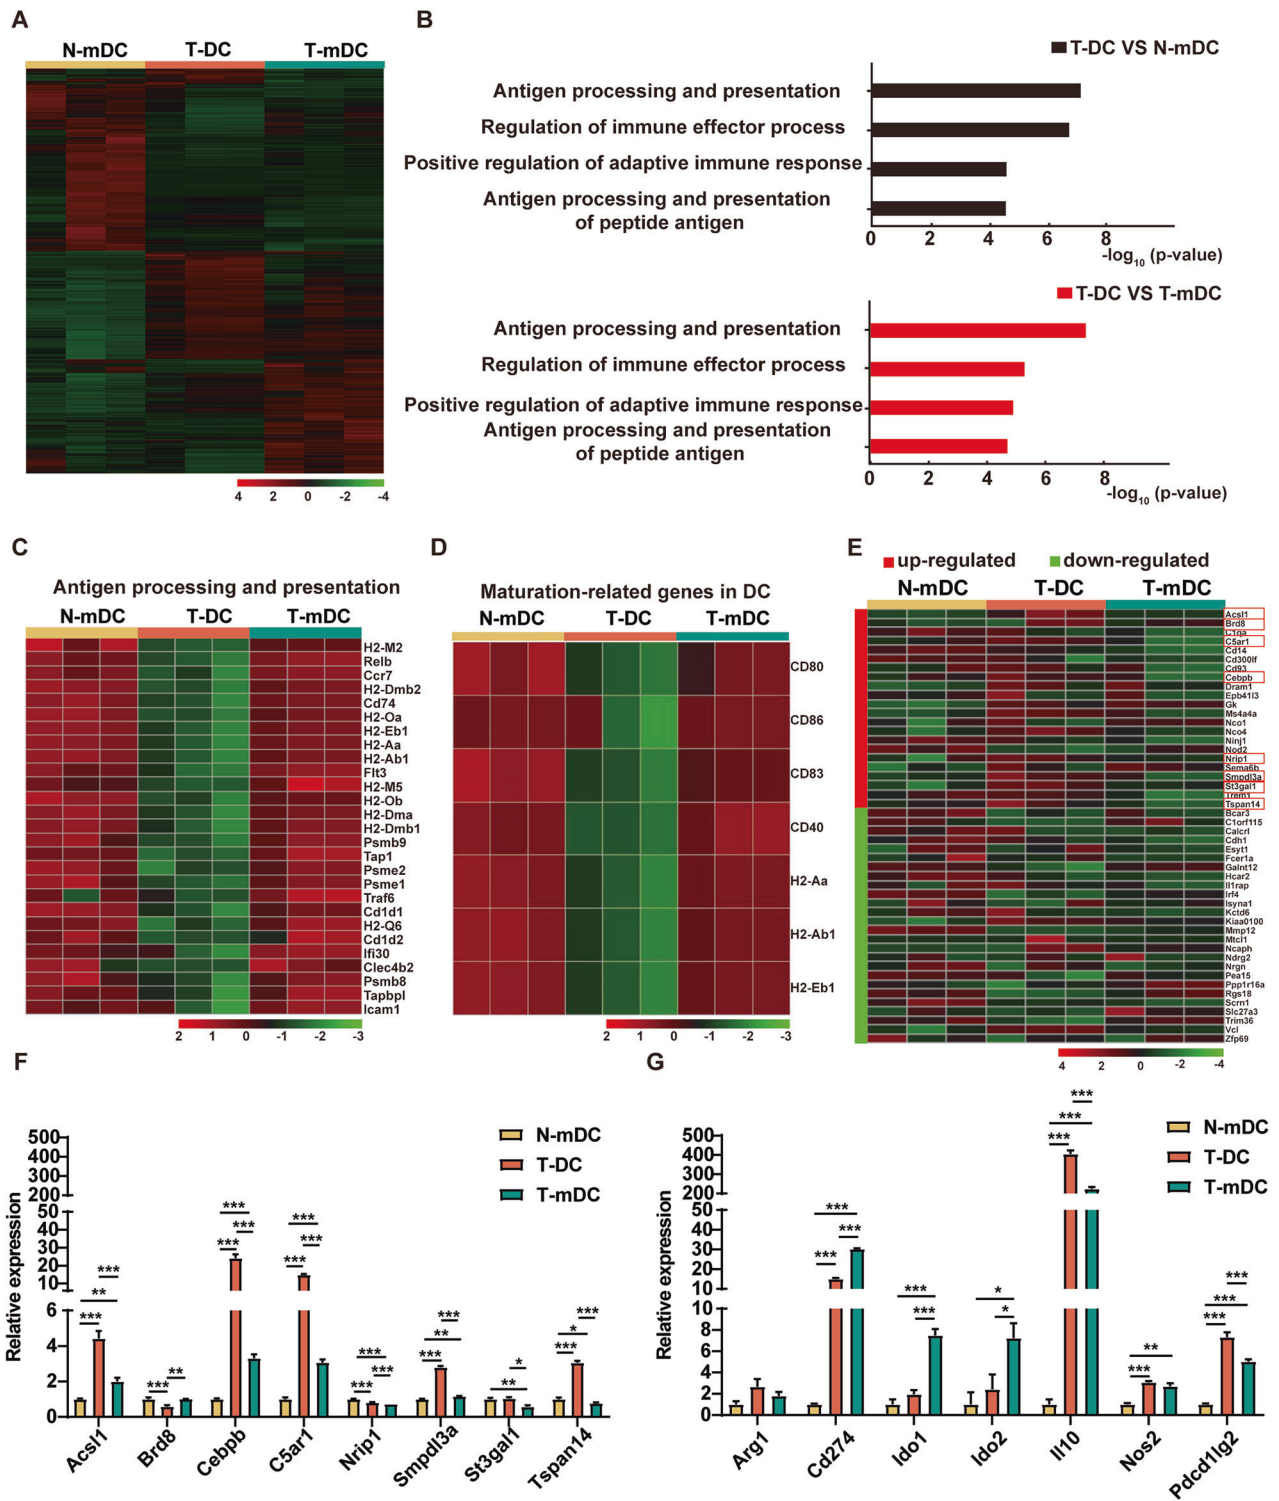 A
N-mDC T-DC T-mDC
4 2 0 -2 -4
B
T-DC VS N-mDC
Antigen processing and presentation
Regulation of immune effector process
Positive regulation of adaptive immune response
Antigen processing and presentation
of peptide antigen
0 2 4 6 8
-log10 (p-value)
T-DC VS T-mDC
Antigen processing and presentation
Regulation of immune effector process
Positive regulation of adaptive immune response
Antigen processing and presentation
of peptide antigen
0 2 4 6 8
-log10 (p-value)
C
Antigen processing and presentation
N-mDC T-DC T-mDC
H2-M2
Relb
Ccr7
H2-Dmb2
Cd74
H2-Oa
H2-Eb1
H2-Aa
H2-Ab1
Flt3
H2-M5
H2-Ob
H2-Dma
H2-Dmb1
Psmb9
Tap1
Psme2
Psme1
Traf6
Cd1d1
H2-Q6
Cd1d2
Ifi30
Clec4b2
Psmb8
Tapbpl
Icam1
2 1 0 -1 -2 -3
D
Maturation-related genes in DC
N-mDC T-DC T-mDC
CD80
CD86
CD83
CD40
H2-Aa
H2-Ab1
H2-Eb1
2 1 0 -1 -2 -3
E
up-regulated down-regulated
N-mDC T-DC T-mDC
Acsl1
Brd8
C1qa
C5ar1
Cd14
Cd300lf
Cd93
Cebpb
Dram1
Epb41l3
Gk
Ms4a4a
Nco1
Nco4
Ninj1
Nod2
Nrip1
Sema6b
Smpdl3a
St3gal1
Trem1
Tspan14
Bcar3
C1orf115
Calcrl
Cdh1
Esyt1
Fcer1a
Galnt12
Hcar2
Il1rap
Irf4
Isyna1
Kctd6
Kiaa0100
Mmp12
Mtcl1
Ncaph
Ndrg2
Nrgn
Pea15
Ppp1r16a
Rgs18
Scrn1
Slc27a3
Trim36
Vcl
Zfp69
4 2 0 -2 -4
F
Relative expression
500
400
300
200
50
40
30
20
10
6
4
2
0
N-mDC
T-DC
T-mDC
*** ** ***
*** **
*** *** ***
*** *** ***
*** *** ***
*** ** ***
** *
*** * ***
Acsl1 Brd8 Cebpb C5ar1 Nrip1 Smpdl3a St3gal1 Tspan14
G
Relative expression
500
400
300
200
50
40
30
20
10
10
8
6
4
2
0
N-mDC
T-DC
T-mDC
*** *** ***
*** ***
* *
*** *** ***
*** **
*** *** ***
Arg1 Cd274 Ido1 Ido2 Il10 Nos2 Pdcd1lg2